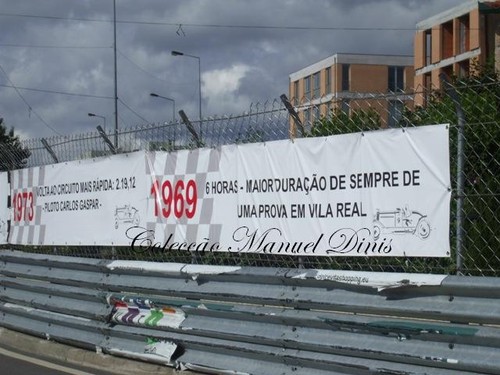 1973
VOLTA AO CIRCUITO MAIS RÁPIDA: 2.19,12
- PILOTO CARLOS GASPAR -
1969
6 HORAS - MAIOR DURAÇÃO DE SEMPRE DE
UMA PROVA EM VILA REAL
Colecção Manuel Dinis